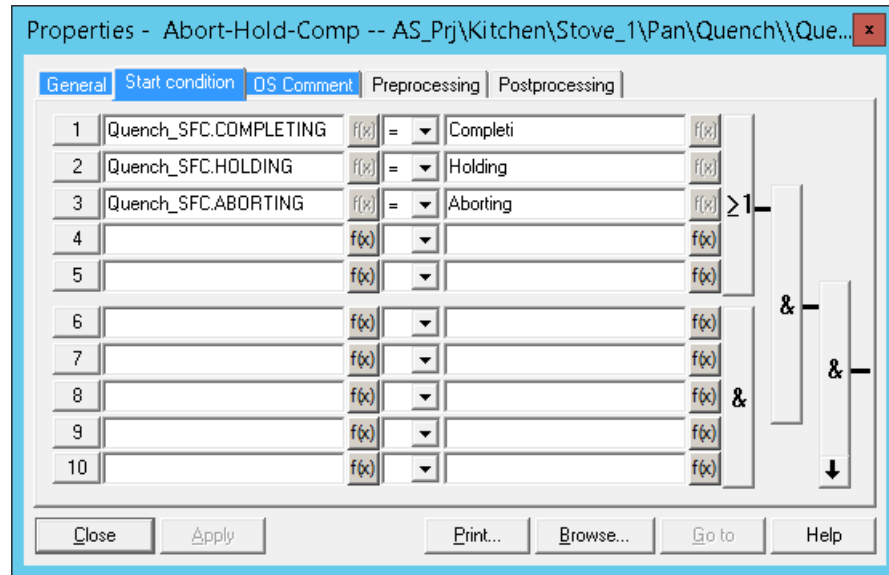 Properties - Abort-Hold-Comp -- AS_Prj\Kitchen\Stove_1\Pan\Quench\\Que... x
General Start condition OS Comment Preprocessing Postprocessing
1 Quench_SFC.COMPLETING f(x) = Completi f(x)
2 Quench_SFC.HOLDING f(x) = Holding f(x)
3 Quench_SFC.ABORTING f(x) = Aborting f(x) ≥1
4 f(x) f(x)
5 f(x) f(x)
6 f(x) f(x) &
7 f(x) f(x)
8 f(x) f(x) & &
9 f(x) f(x)
10 f(x) f(x)
Close Apply Print... Browse... Go to Help